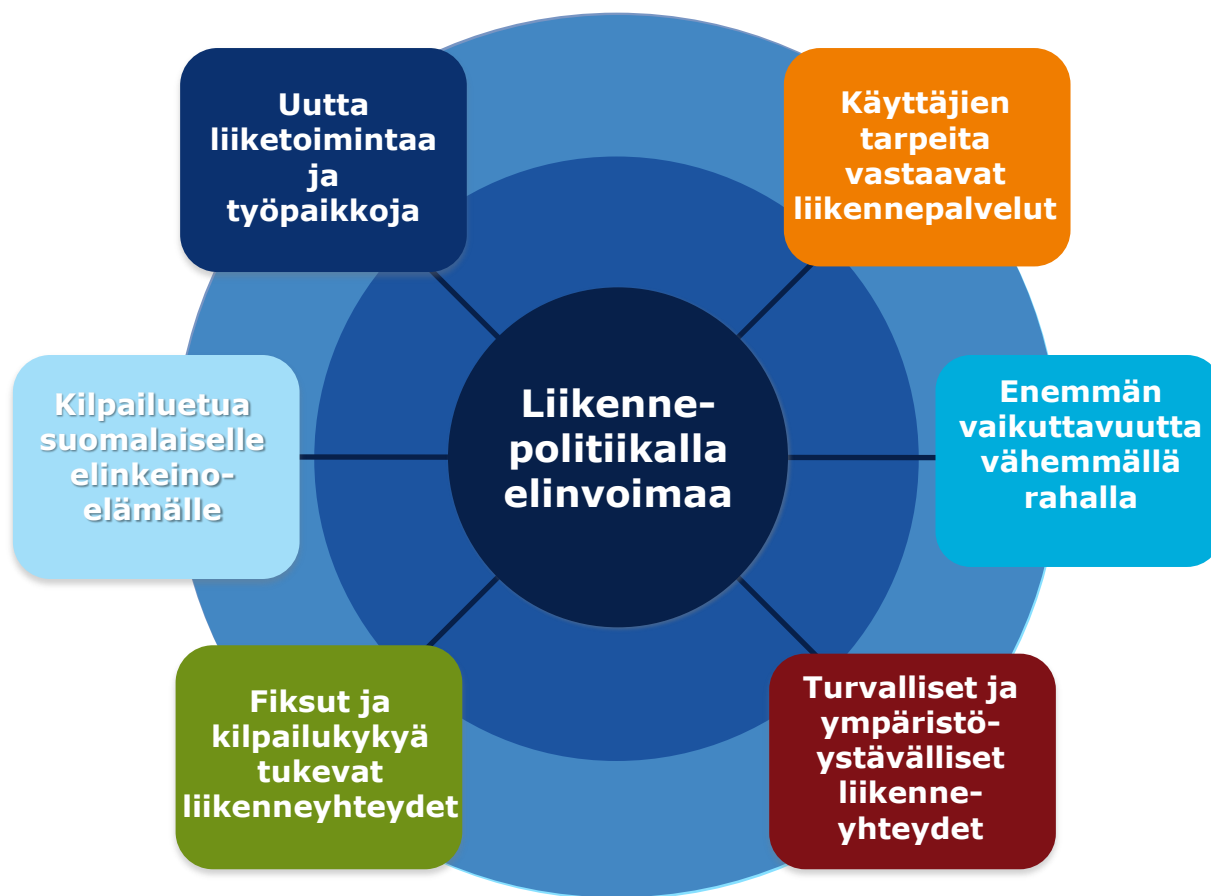 Uutta
liiketoimintaa
ja
työpaikkoja
Käyttäjien
tarpeita
vastaavat
liikennepalvelut
Kilpailuetua
suomalaiselle
elinkeino-
elämälle
Liikenne-
politiikalla
elinvoimaa
Enemmän
vaikuttavuutta
vähemmällä
rahalla
Fiksut ja
kilpailukykyä
tukevat
liikenneyhteydet
Turvalliset ja
ympäristö-
ystävälliset
liikenne-
yhteydet